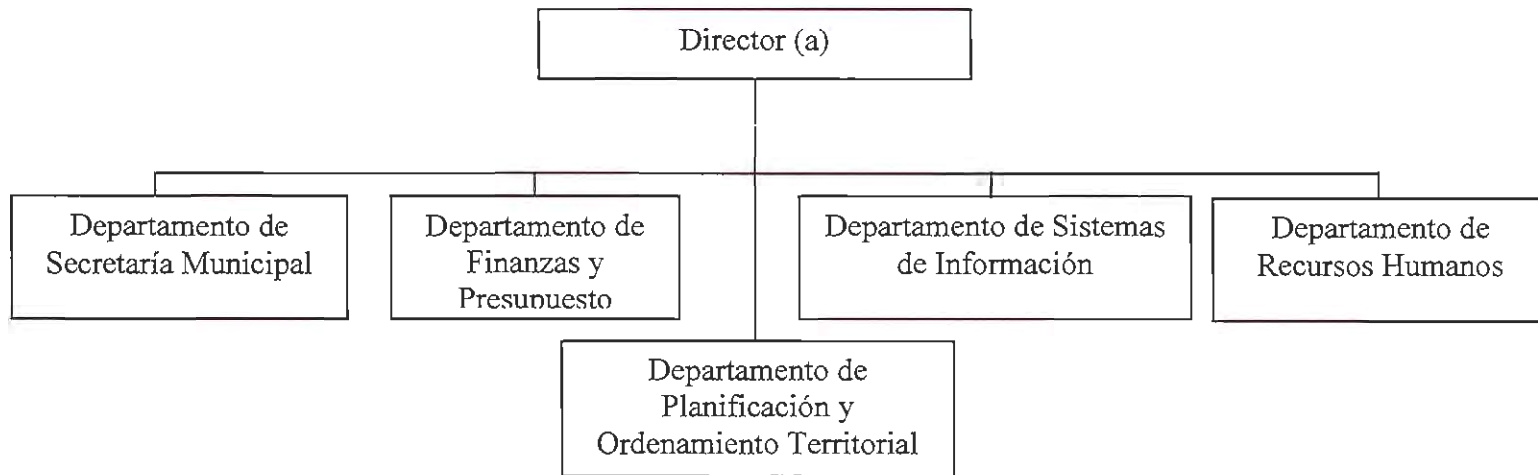 Director (a)
Departamento de
Secretaría Municipal
Departamento de
Finanzas y
Presupuesto
Departamento de Sistemas
de Información
Departamento de
Recursos Humanos
Departamento de
Planificación y
Ordenamiento Territorial